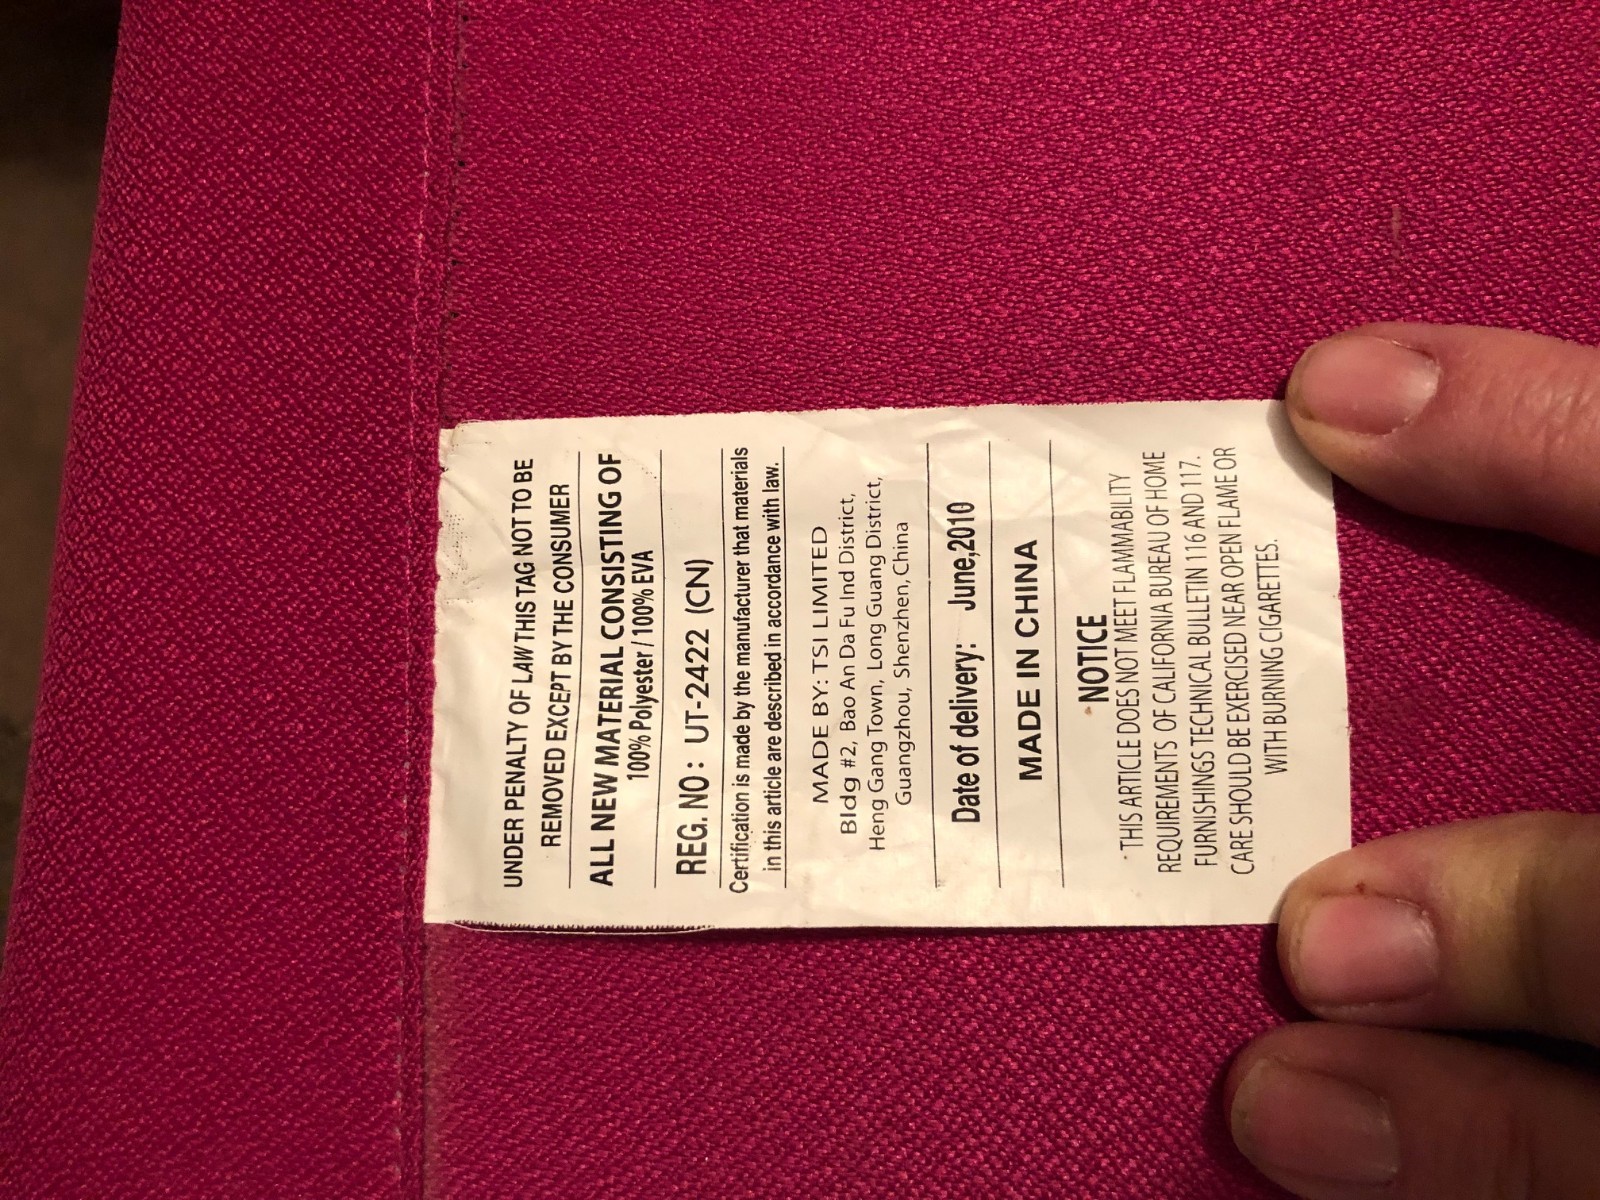 UNDER PENALTY OF LAW THIS TAG NOT TO BE
REMOVED EXCEPT BY THE CONSUMER
ALL NEW MATERIAL CONSISTING OF
100% Polyester / 100% EVA
REG. NO : UT-2422 (CN)
Certification is made by the manufacturer that materials
in this article are described in accordance with law.
MADE BY: TSI LIMITED
Bldg #2, Bao An Da Fu Ind District,
Heng Gang Town, Long Guang District,
Guangzhou, Shenzhen, China
Date of delivery: June,2010
MADE IN CHINA
NOTICE
THIS ARTICLE DOES NOT MEET FLAMMABILITY
REQUIREMENTS OF CALIFORNIA BUREAU OF HOME
FURNISHINGS TECHNICAL BULLETIN 116 AND 117.
CARE SHOULD BE EXERCISED NEAR OPEN FLAME OR
WITH BURNING CIGARETTES.